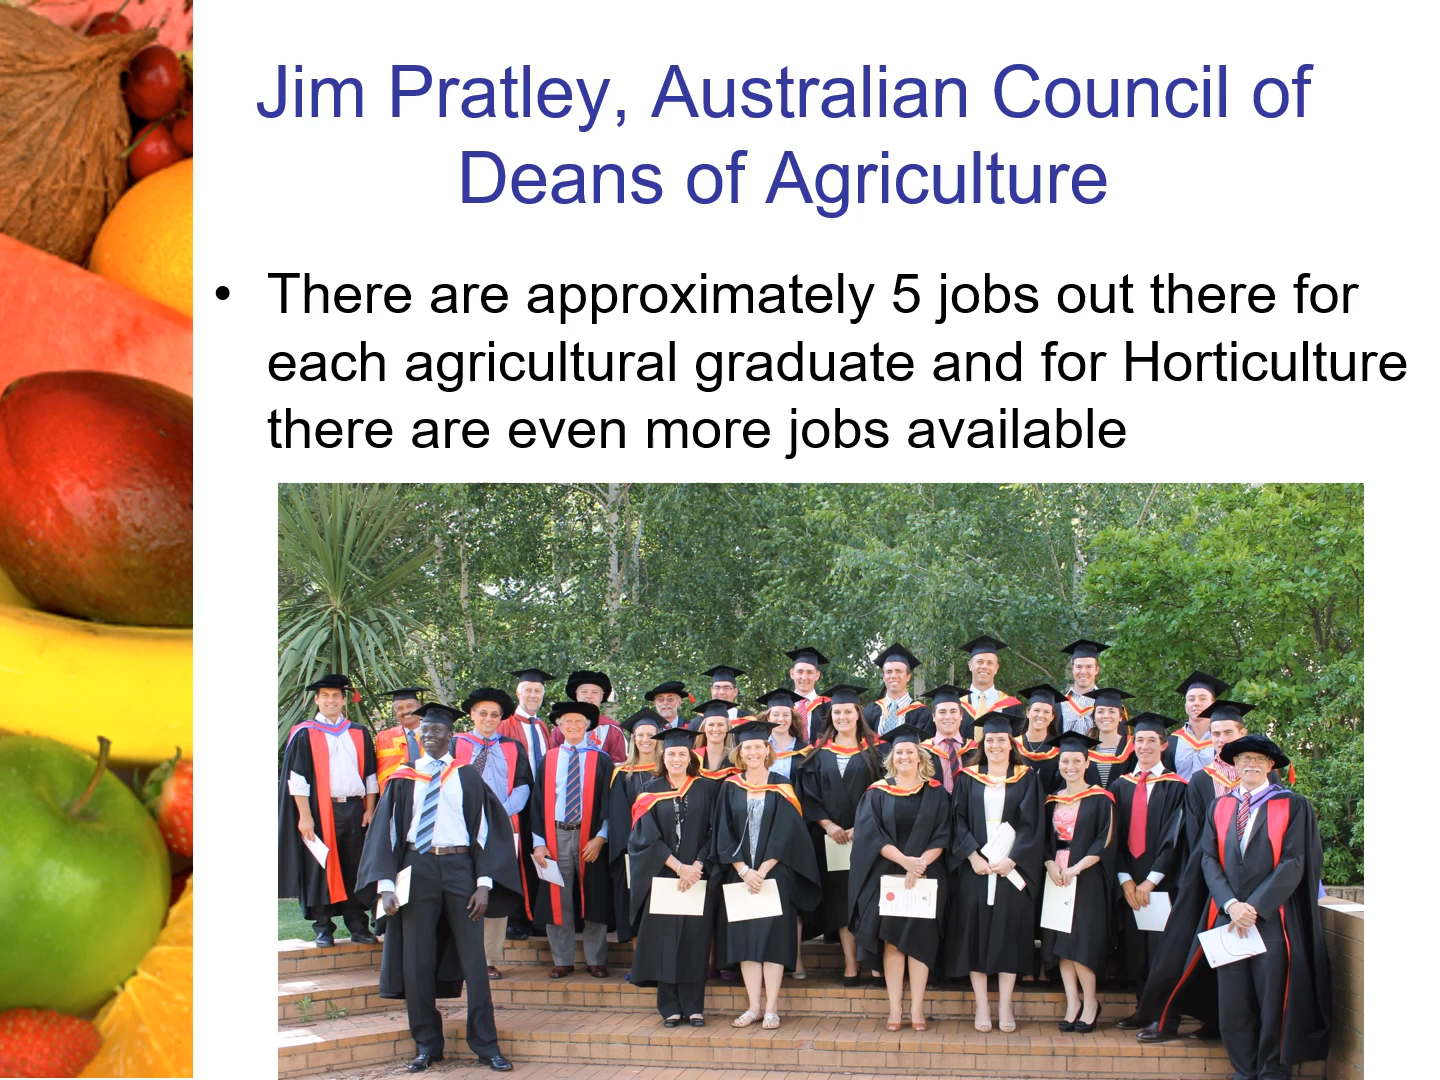 Jim Pratley, Australian Council of
Deans of Agriculture
• There are approximately 5 jobs out there for
each agricultural graduate and for Horticulture
there are even more jobs available